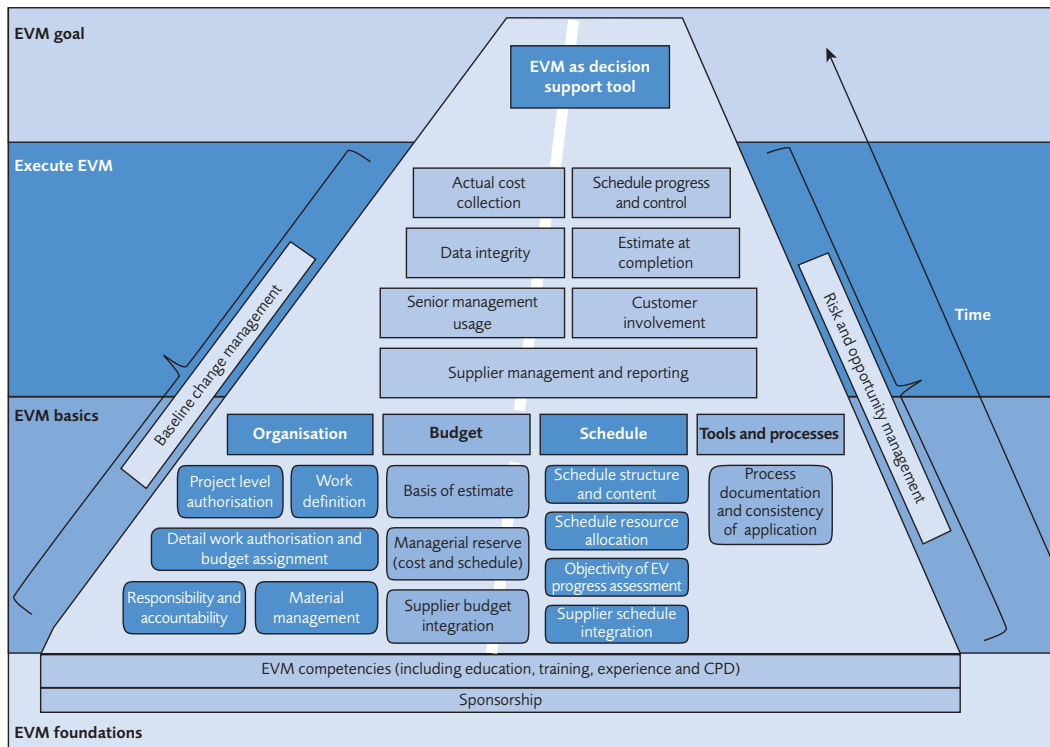 EVM goal
EVM as decision
support tool
Execute EVM
Actual cost
collection
Schedule progress
and control
Data integrity
Estimate at
completion
Senior management
usage
Customer
involvement
Supplier management and reporting
Baseline change management
Risk and opportunity management
Time
EVM basics
Organisation
Budget
Schedule
Tools and processes
Project level
authorisation
Work
definition
Detail work authorisation and
budget assignment
Responsibility and
accountability
Material
management
Basis of estimate
Managerial reserve
(cost and schedule)
Supplier budget
integration
Schedule structure
and content
Schedule resource
allocation
Objectivity of EV
progress assessment
Supplier schedule
integration
Process
documentation
and consistency
of application
EVM competencies (including education, training, experience and CPD)
Sponsorship
EVM foundations